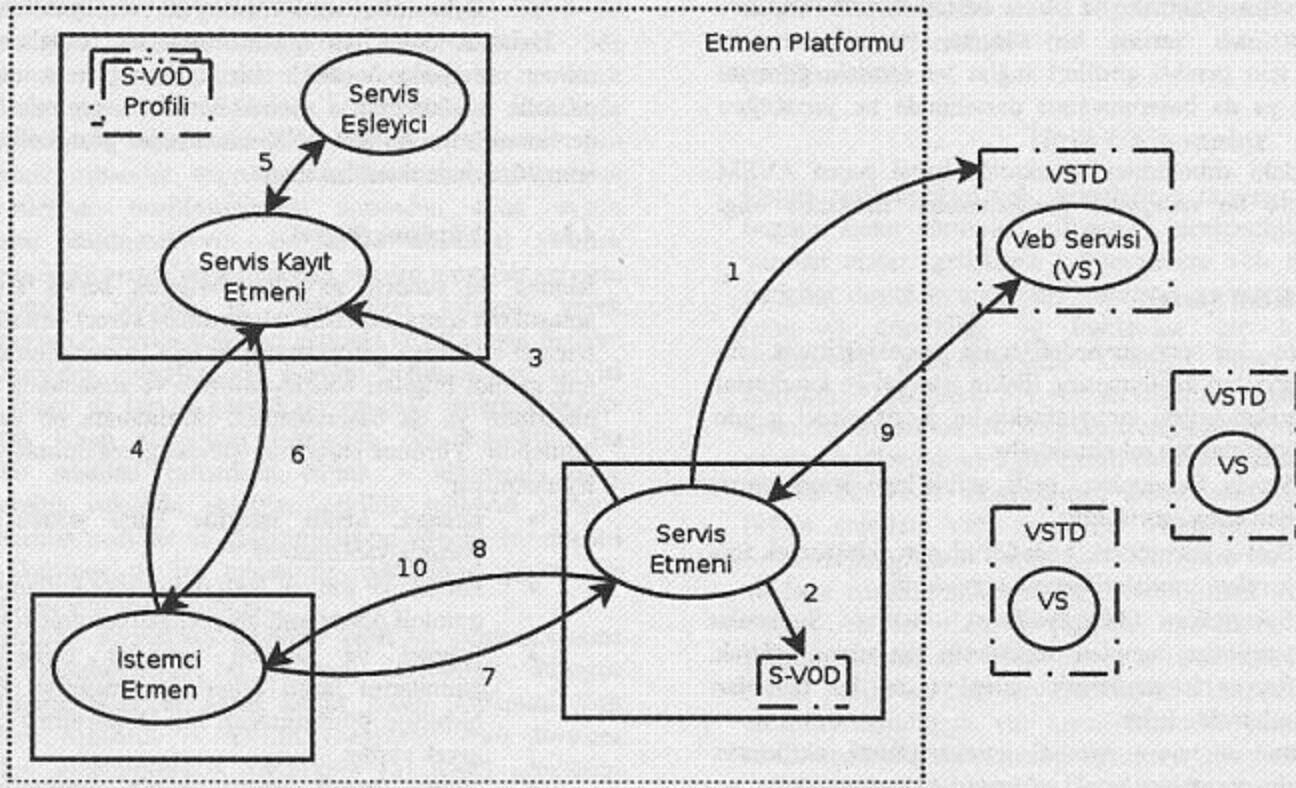 Etmen Platformu
S-VOD
Profili
Servis
Eşleyici
5
VSTD
Veb Servisi
(VS)
Servis Kayıt
Etmeni
1
3
VSTD
VS
9
4
6
VSTD
VS
8
10
Servis
Etmeni
2
İstemci
Etmen
7
S-VOD